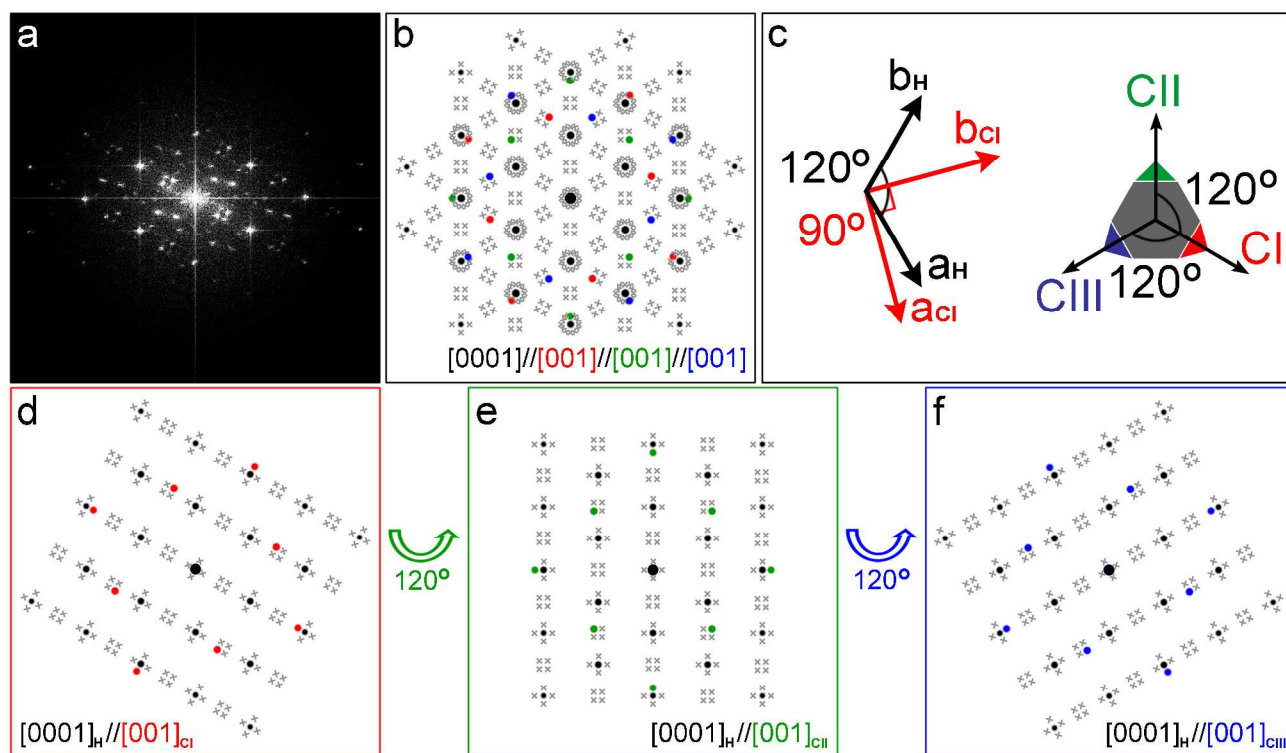 a
b
[0001]//[001]//[001]//[001]
c
bH
bCI
120º
90º
aH
aCI
CII
120º
CI
CIII
120º
d
[0001]H//[001]CI
120º
e
[0001]H//[001]CII
120º
f
[0001]H//[001]CIII